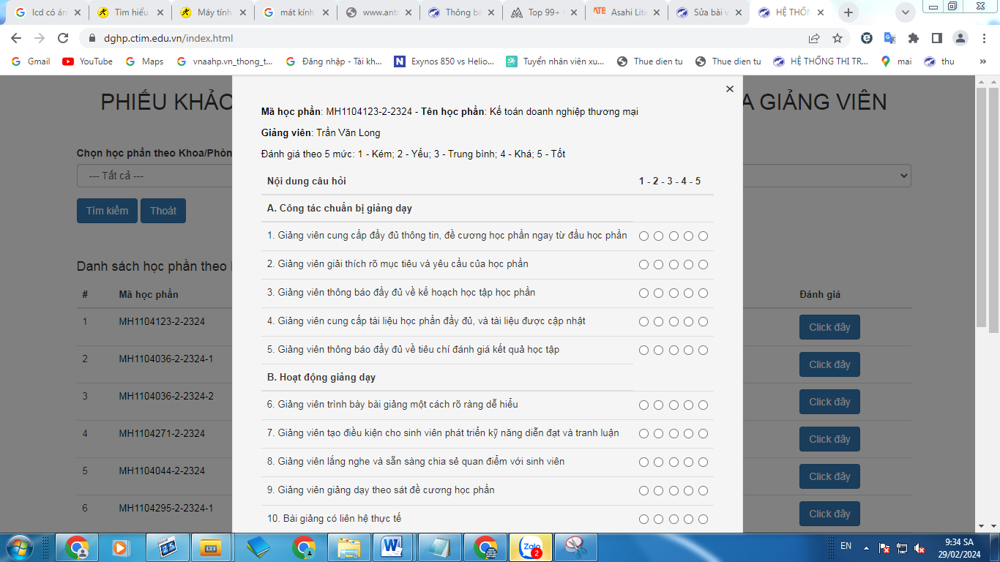 lcd có án
Tìm hiểu
Máy tính
mát kính
www.antu
Thông bá
Top 99+
Asahi Lite
Sửa bài v
HỆ THỐN
dghp.ctim.edu.vn/index.html
Gmail
YouTube
Maps
vnaahp.vn_thong_t...
Đăng nhập - Tài kh...
Exynos 850 vs Helio...
Tuyển nhân viên xu...
Thue dien tu
Thue dien tu
HỆ THỐNG THI TR...
mai
thu
»
PHIẾU KHẢO
A GIẢNG VIÊN
Mã học phần: MH1104123-2-2324 - Tên học phần: Kế toán doanh nghiệp thương mại
Giảng viên: Trần Văn Long
Đánh giá theo 5 mức: 1 - Kém; 2 - Yếu; 3 - Trung bình; 4 - Khá; 5 - Tốt
Chọn học phần theo Khoa/Phòn
--- Tất cả ---
Tìm kiếm
Thoát
Nội dung câu hỏi 1 - 2 - 3 - 4 - 5
A. Công tác chuẩn bị giảng dạy
1. Giảng viên cung cấp đầy đủ thông tin, đề cương học phần ngay từ đầu học phần
2. Giảng viên giải thích rõ mục tiêu và yêu cầu của học phần
3. Giảng viên thông báo đầy đủ về kế hoạch học tập học phần
4. Giảng viên cung cấp tài liệu học phần đầy đủ, và tài liệu được cập nhật
5. Giảng viên thông báo đầy đủ về tiêu chí đánh giá kết quả học tập
B. Hoạt động giảng dạy
6. Giảng viên trình bày bài giảng một cách rõ ràng dễ hiểu
7. Giảng viên tạo điều kiện cho sinh viên phát triển kỹ năng diễn đạt và tranh luận
8. Giảng viên lắng nghe và sẵn sàng chia sẻ quan điểm với sinh viên
9. Giảng viên giảng dạy theo sát đề cương học phần
10. Bài giảng có liên hệ thực tế
Danh sách học phần theo
# Mã học phần Đánh giá
1 MH1104123-2-2324 Click đây
2 MH1104036-2-2324-1 Click đây
3 MH1104036-2-2324-2 Click đây
4 MH1104271-2-2324 Click đây
5 MH1104044-2-2324 Click đây
6 MH1104295-2-2324-1 Click đây
25
123
Zalo
2
EN
9:34 SA
29/02/2024